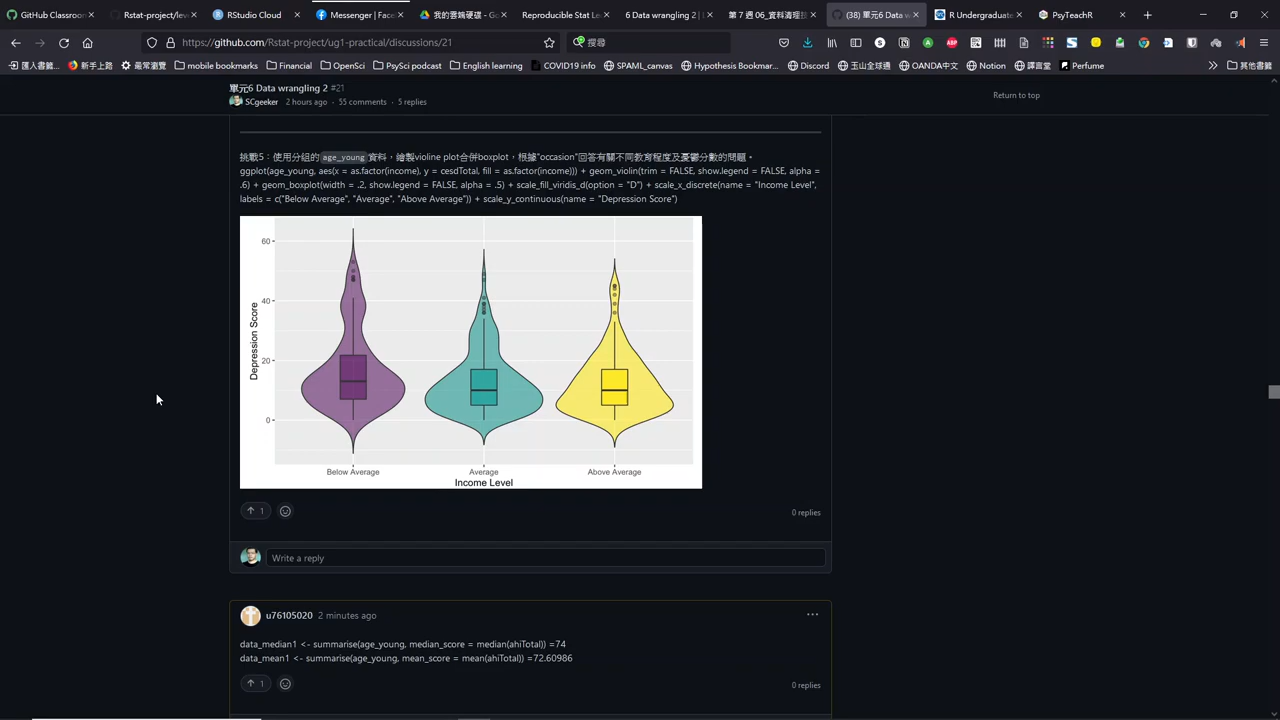 GitHub Classroom
Rstat-project/lev
RStudio Cloud
Messenger | Face
我的雲端硬碟 - Go
Reproducible Stat Le
6 Data wrangling 2 |
第 7 週 06_資料清理技
(38) 單元6 Data w
R Undergraduate
PsyTeachR
https://github.com/Rstat-project/ug1-practical/discussions/21
搜尋
匯入書籤...
新手上路
最常瀏覽
mobile bookmarks
Financial
OpenSci
PsySci podcast
English learning
COVID19 info
SPAML_canvas
Hypothesis Bookmar...
Discord
玉山全球通
OANDA中文
Notion
譯言堂
Perfume
其他書籤
單元6 Data wrangling 2 #21
SCgeeker 2 hours ago · 55 comments · 5 replies
Return to top
挑戰5：使用分組的 age_young 資料，繪製violine plot合併boxplot，根據"occasion"回答有關不同教育程度及憂鬱分數的問題。
ggplot(age_young, aes(x = as.factor(income), y = cesdTotal, fill = as.factor(income))) + geom_violin(trim = FALSE, show.legend = FALSE, alpha =
.6) + geom_boxplot(width = .2, show.legend = FALSE, alpha = .5) + scale_fill_viridis_d(option = "D") + scale_x_discrete(name = "Income Level",
labels = c("Below Average", "Average", "Above Average")) + scale_y_continuous(name = "Depression Score")
60
40
20
0
Depression Score
Below Average
Average
Above Average
Income Level
1
0 replies
Write a reply
u76105020 2 minutes ago
data_median1 <- summarise(age_young, median_score = median(ahiTotal)) =74
data_mean1 <- summarise(age_young, mean_score = mean(ahiTotal)) =72.60986
1
0 replies